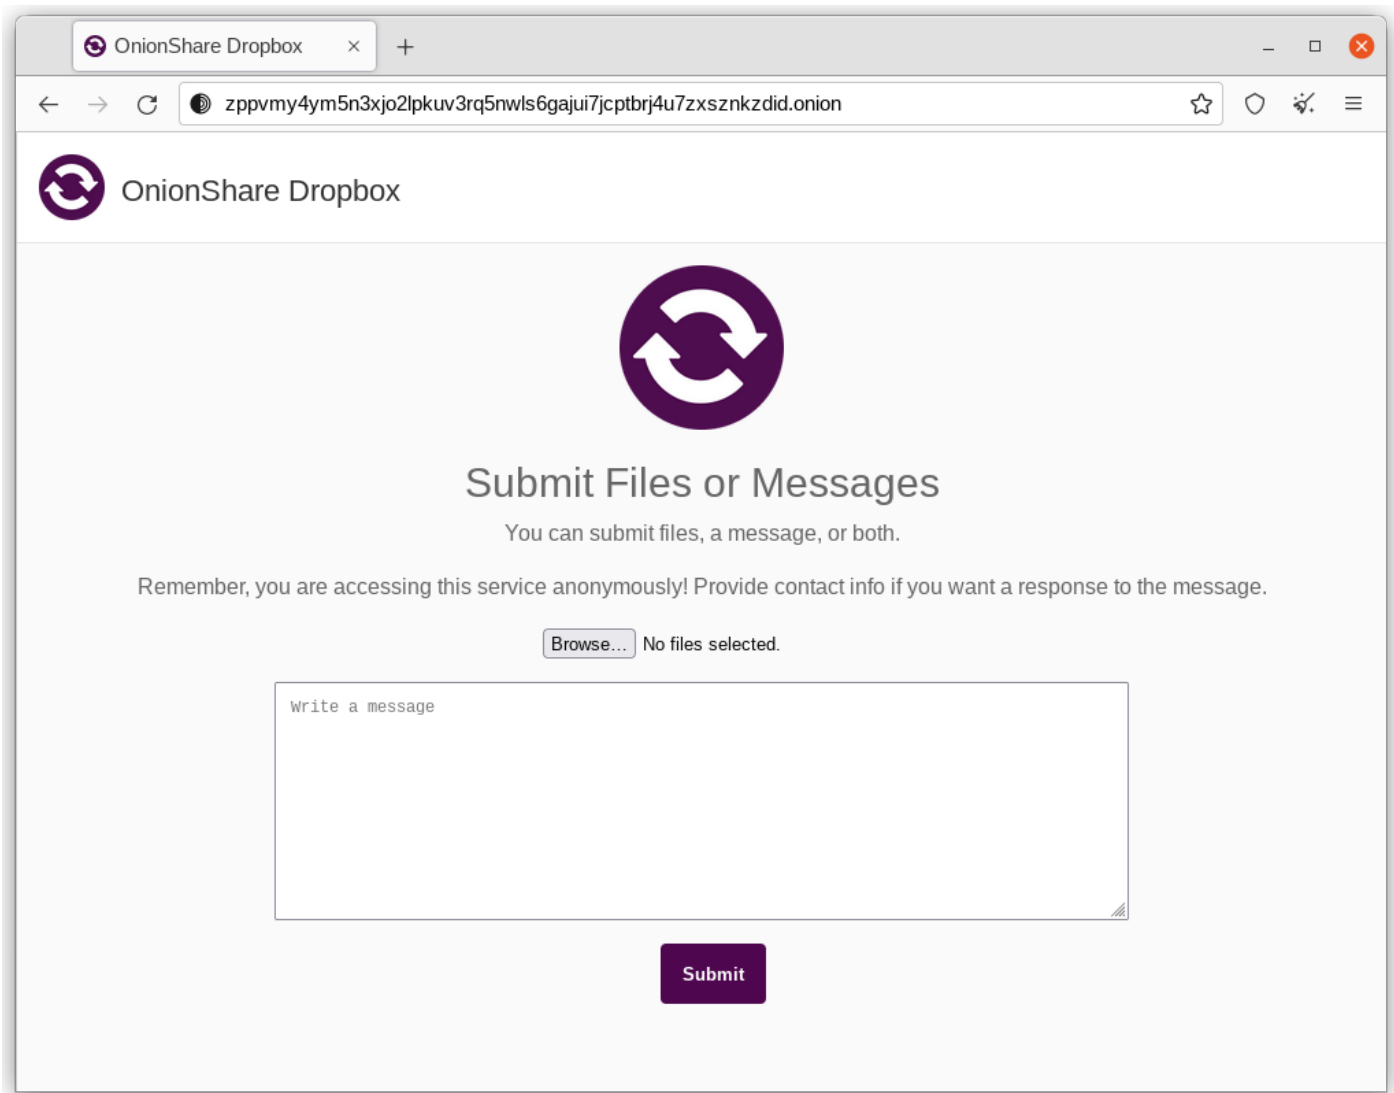 OnionShare Dropbox
zppvmy4ym5n3xjo2lpkuv3rq5nwls6gajui7jcptbrj4u7zxsznkzdid.onion
OnionShare Dropbox
Submit Files or Messages
You can submit files, a message, or both.
Remember, you are accessing this service anonymously! Provide contact info if you want a response to the message.
Browse… No files selected.
Write a message
Submit